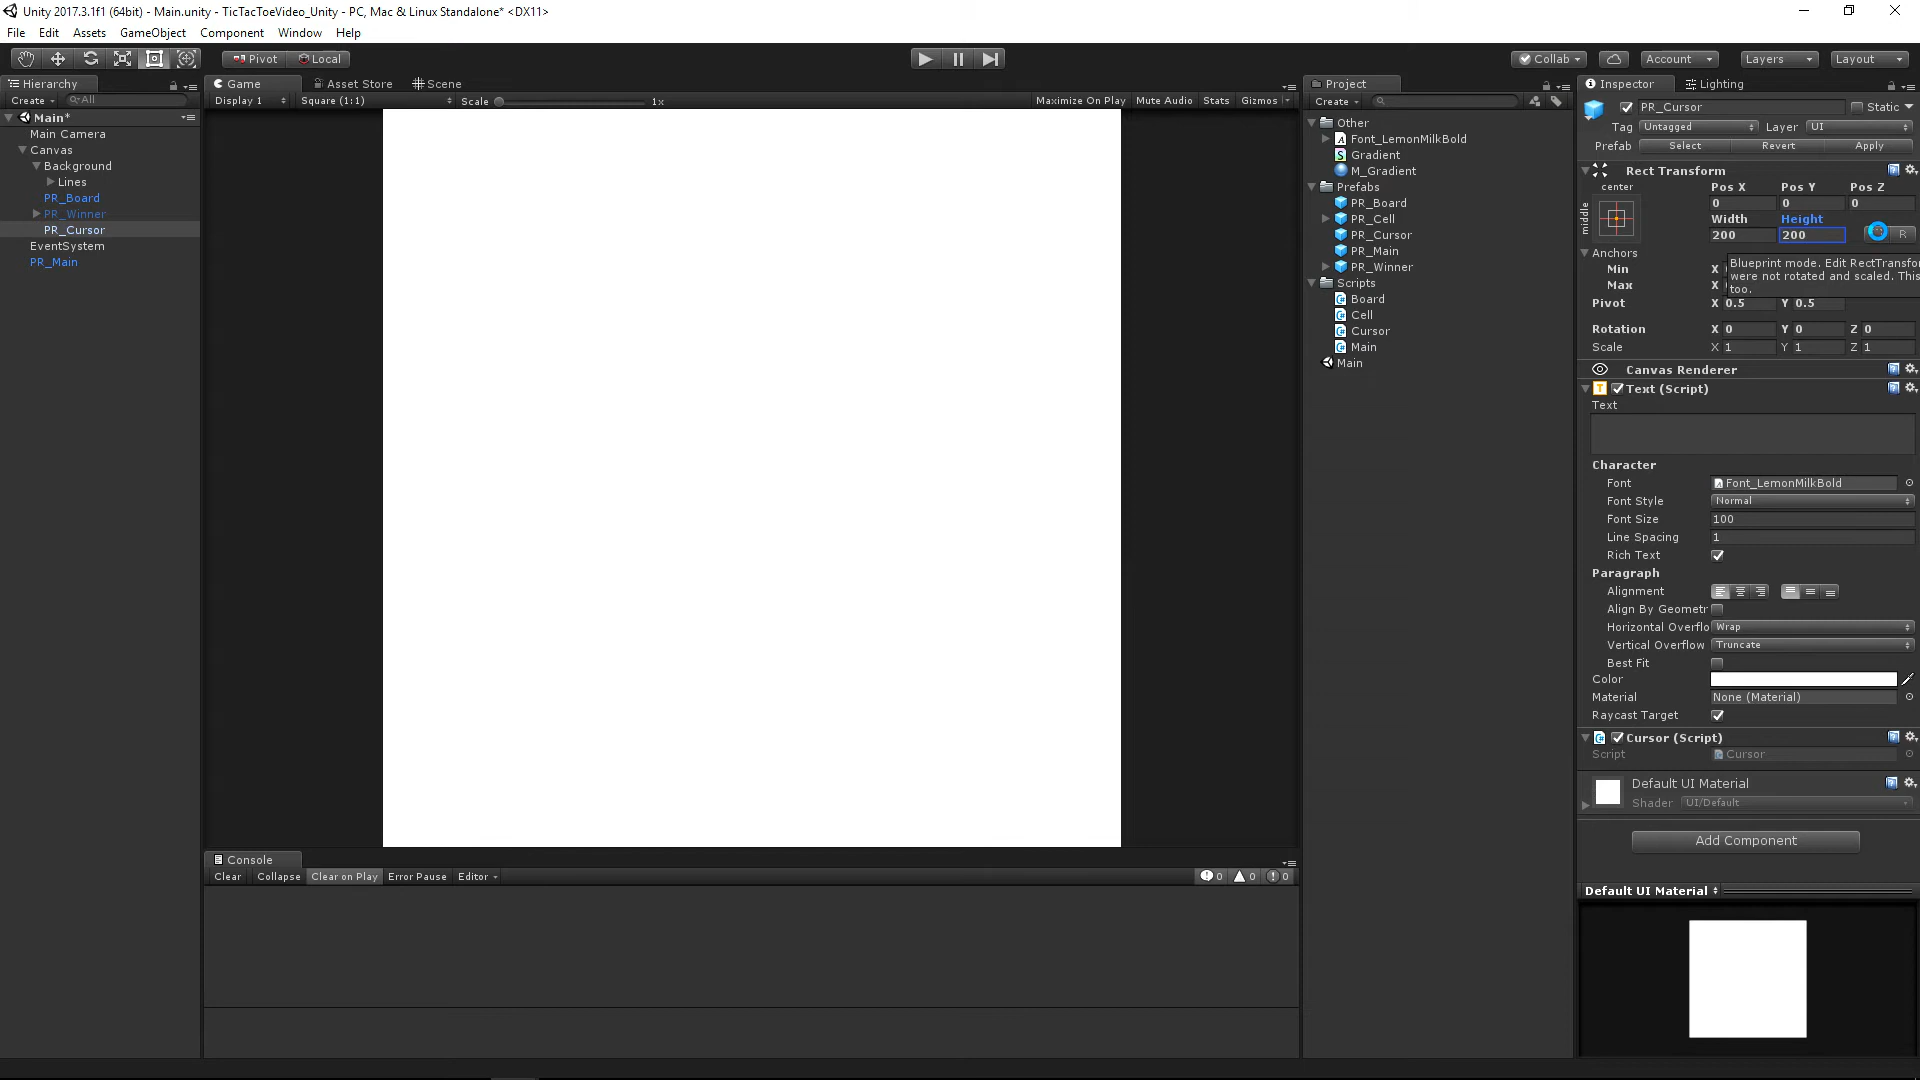 Unity 2017.3.1f1 (64bit) - Main.unity - TicTacToeVideo_Unity - PC, Mac & Linux Standalone* <DX11>
File Edit Assets GameObject Component Window Help
Pivot Local Collab Account Layers Layout
Hierarchy
Create All
Main*
Main Camera
Canvas
Background
Lines
PR_Board
PR_Winner
PR_Cursor
EventSystem
PR_Main
Game Asset Store Scene
Display 1 Square (1:1) Scale 1x Maximize On Play Mute Audio Stats Gizmos
Console
Clear Collapse Clear on Play Error Pause Editor 0 0 0
Project
Create
Other
Font_LemonMilkBold
Gradient
M_Gradient
Prefabs
PR_Board
PR_Cell
PR_Cursor
PR_Main
PR_Winner
Scripts
Board
Cell
Cursor
Main
Main
Inspector Lighting
PR_Cursor Static
Tag Untagged Layer UI
Prefab Select Revert Apply
Rect Transform
center
middle
Pos X Pos Y Pos Z
0 0 0
Width Height
200 200 R
Anchors
Min X
Max X
Blueprint mode. Edit RectTransfo
were not rotated and scaled. This
too.
Pivot X 0.5 Y 0.5
Rotation X 0 Y 0 Z 0
Scale X 1 Y 1 Z 1
Canvas Renderer
Text (Script)
Text
Character
Font Font_LemonMilkBold
Font Style Normal
Font Size 100
Line Spacing 1
Rich Text
Paragraph
Alignment
Align By Geometr
Horizontal Overflo Wrap
Vertical Overflow Truncate
Best Fit
Color
Material None (Material)
Raycast Target
Cursor (Script)
Script Cursor
Default UI Material
Shader UI/Default
Add Component
Default UI Material